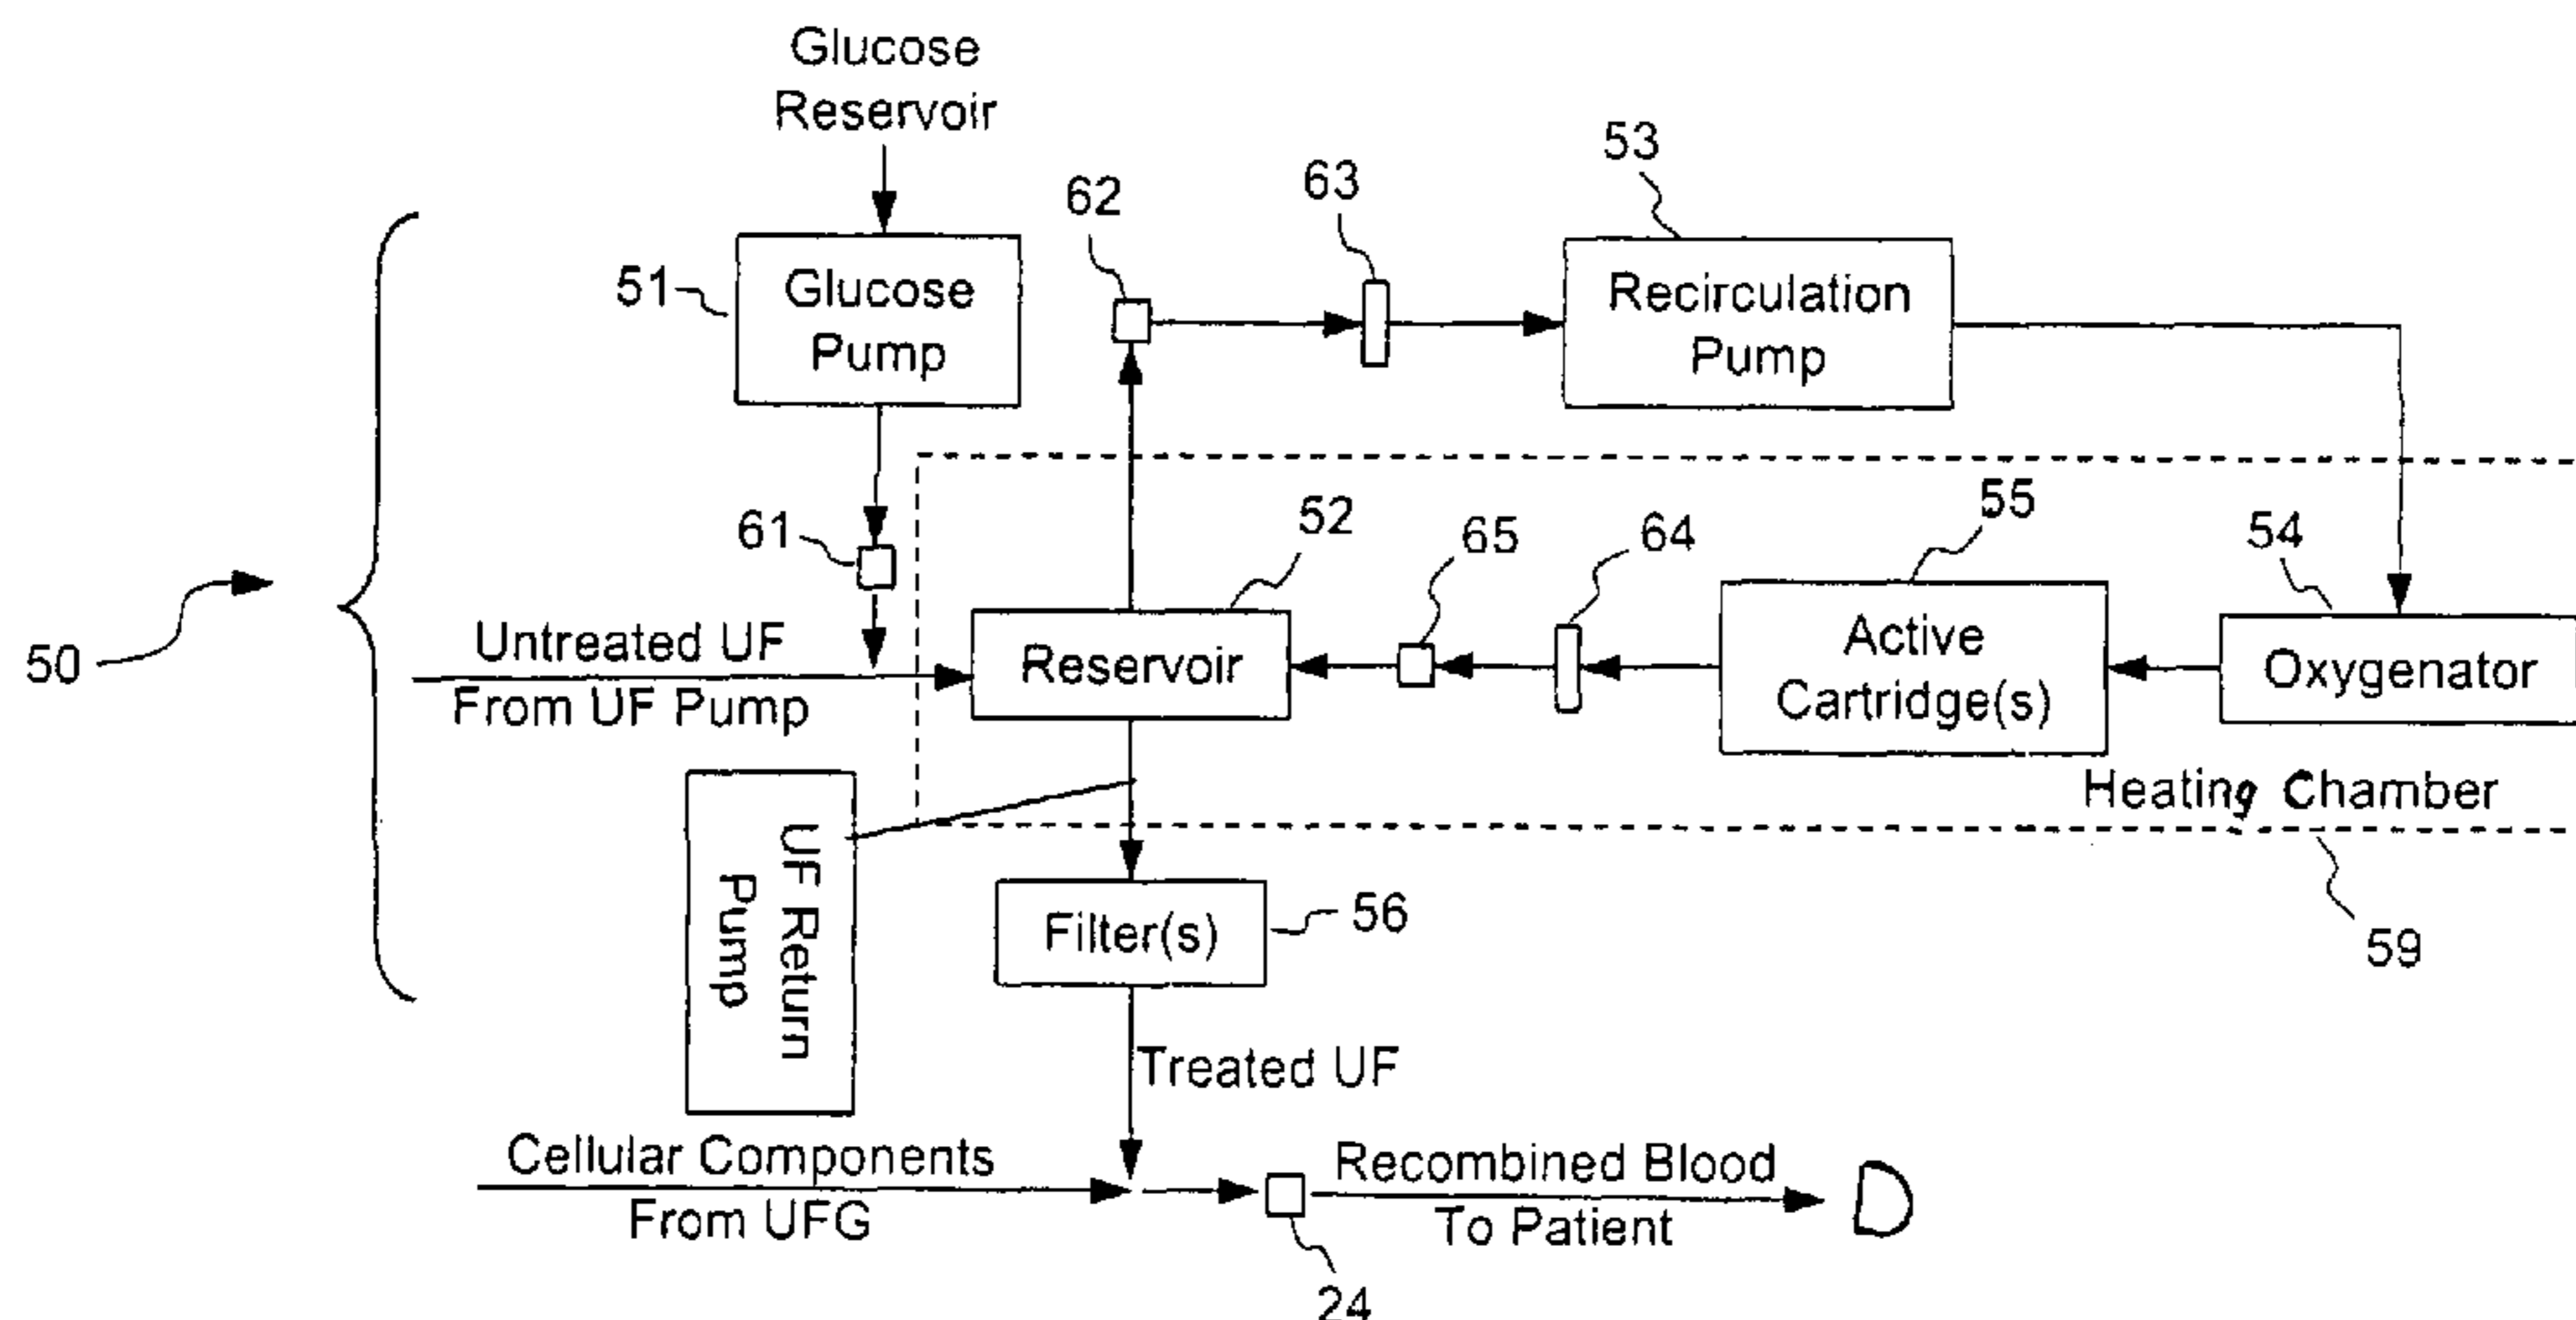 Glucose
Reservoir
53
63
62
51
Glucose
Pump
Recirculation
Pump
55
52
61
65
64
54
50
Untreated UF
From UF Pump
Reservoir
Active
Cartridge(s)
Oxygenator
Heating Chamber
UF Return
Pump
Filter(s)
56
59
Treated UF
Cellular Components
From UFG
Recombined Blood
To Patient
D
24